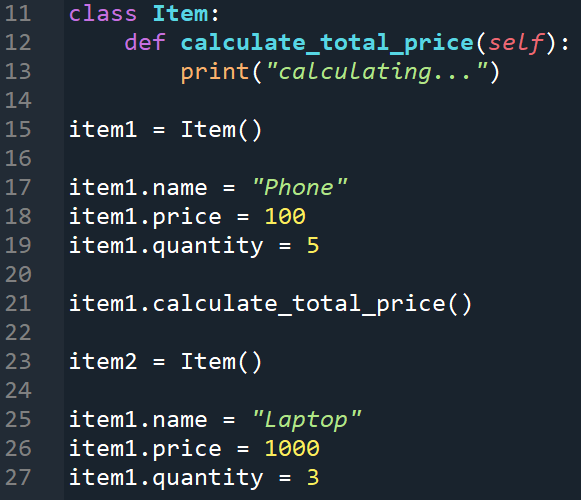 11 class Item:
12     def calculate_total_price(self):
13         print("calculating...")
14
15 item1 = Item()
16
17 item1.name = "Phone"
18 item1.price = 100
19 item1.quantity = 5
20
21 item1.calculate_total_price()
22
23 item2 = Item()
24
25 item1.name = "Laptop"
26 item1.price = 1000
27 item1.quantity = 3